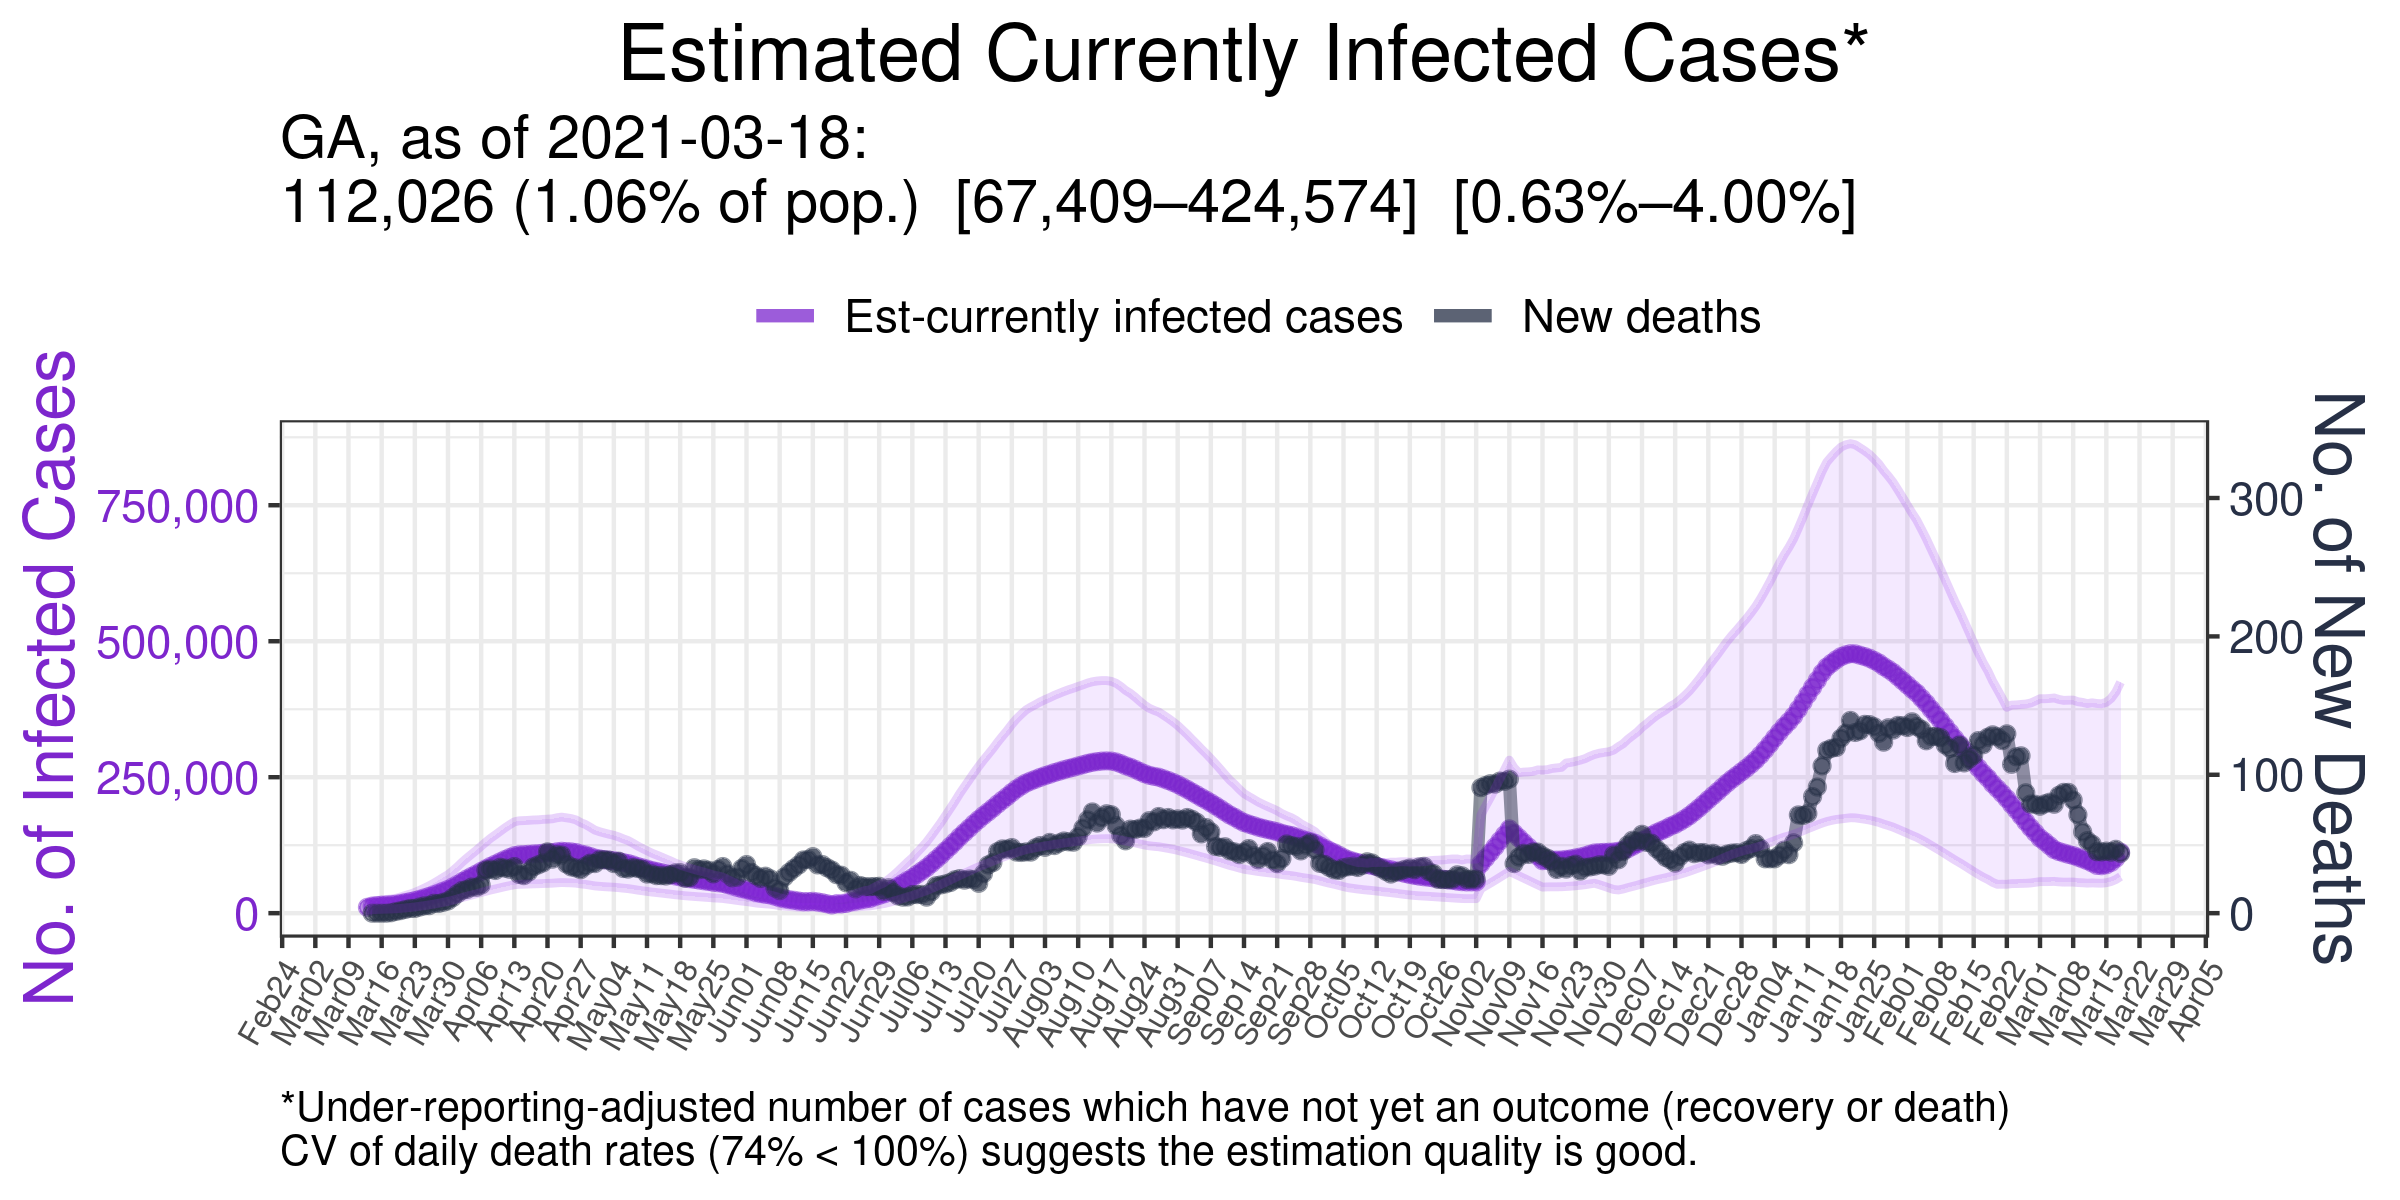 Estimated Currently Infected Cases*
GA, as of 2021-03-18:
112,026 (1.06% of pop.) [67,409–424,574] [0.63%–4.00%]
Est-currently infected cases
New deaths
No. of Infected Cases
750,000
500,000
250,000
0
300
200
100
0
No. of New Deaths
Feb24
Mar02
Mar09
Mar16
Mar23
Mar30
Apr06
Apr13
Apr20
Apr27
May04
May11
May18
May25
Jun01
Jun08
Jun15
Jun22
Jun29
Jul06
Jul13
Jul20
Jul27
Aug03
Aug10
Aug17
Aug24
Aug31
Sep07
Sep14
Sep21
Sep28
Oct05
Oct12
Oct19
Oct26
Nov02
Nov09
Nov16
Nov23
Nov30
Dec07
Dec14
Dec21
Dec28
Jan04
Jan11
Jan18
Jan25
Feb01
Feb08
Feb15
Feb22
Mar01
Mar08
Mar15
Mar22
Mar29
Apr05
*Under-reporting-adjusted number of cases which have not yet an outcome (recovery or death)
CV of daily death rates (74% < 100%) suggests the estimation quality is good.